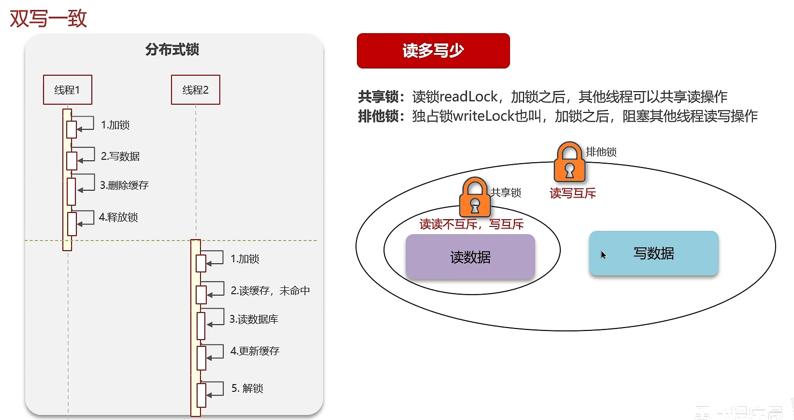 双写一致
分布式锁
线程1
线程2
1.加锁
2.写数据
3.删除缓存
4.释放锁
1.加锁
2.读缓存，未命中
3.读数据库
4.更新缓存
5. 解锁
读多写少
共享锁：读锁readLock，加锁之后，其他线程可以共享读操作
排他锁：独占锁writeLock也叫，加锁之后，阻塞其他线程读写操作
排他锁
读写互斥
共享锁
读读不互斥，写互斥
读数据
写数据